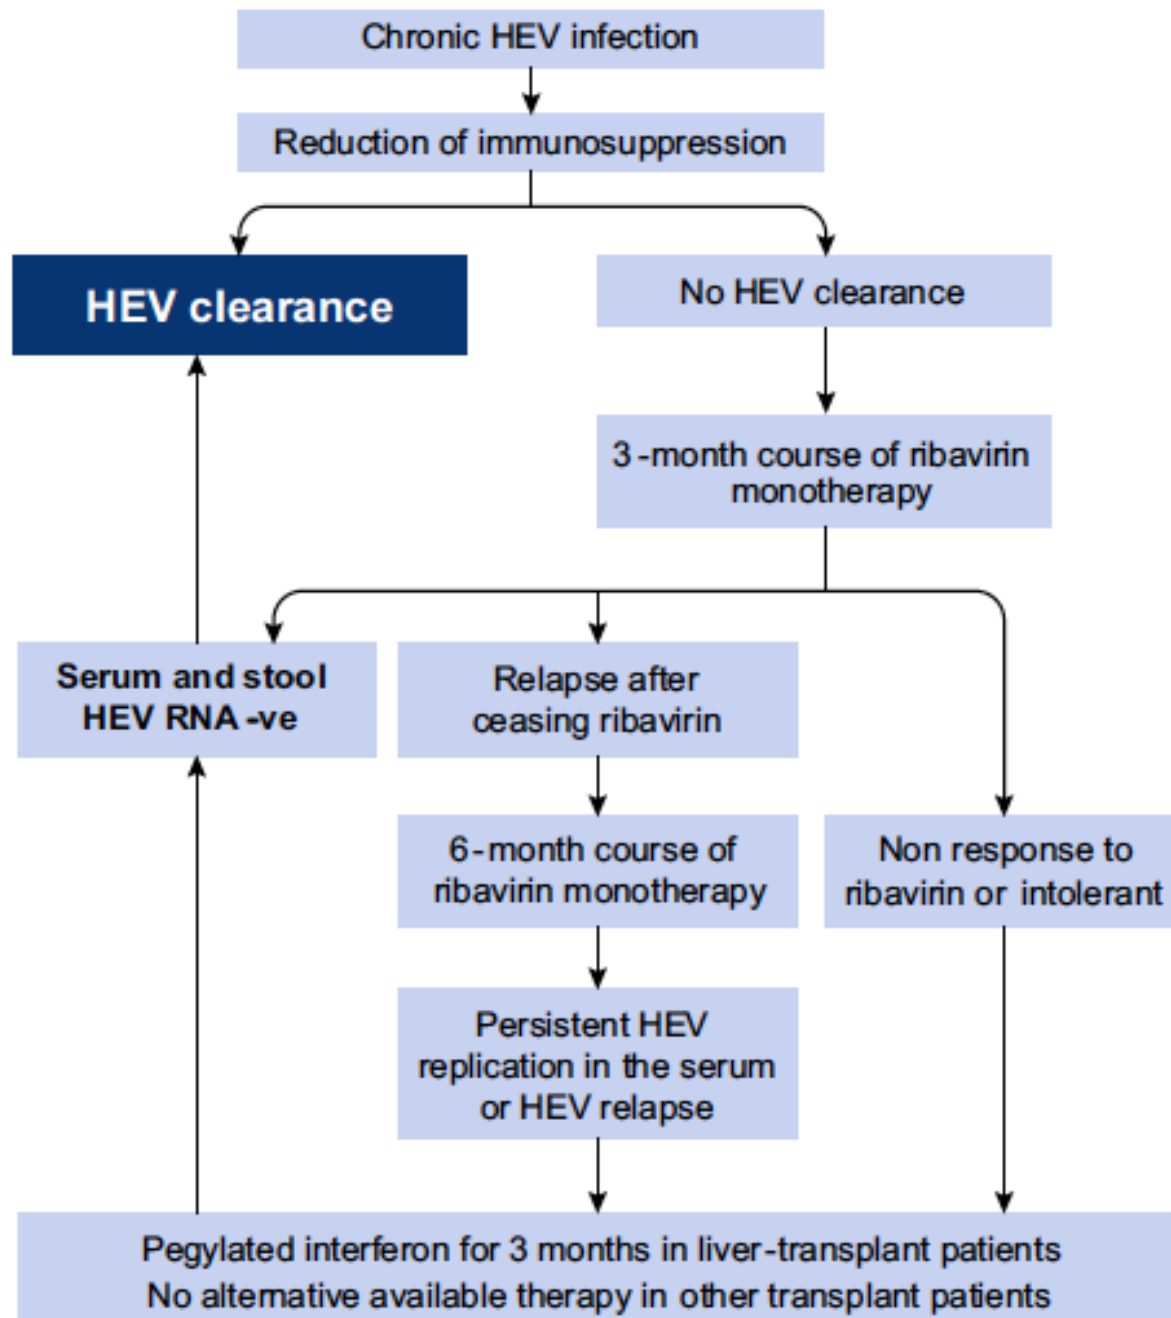 Chronic HEV infection
Reduction of immunosuppression
HEV clearance
No HEV clearance
3-month course of ribavirin
monotherapy
Serum and stool
HEV RNA -ve
Relapse after
ceasing ribavirin
6-month course of
ribavirin monotherapy
Non response to
ribavirin or intolerant
Persistent HEV
replication in the serum
or HEV relapse
Pegylated interferon for 3 months in liver-transplant patients
No alternative available therapy in other transplant patients